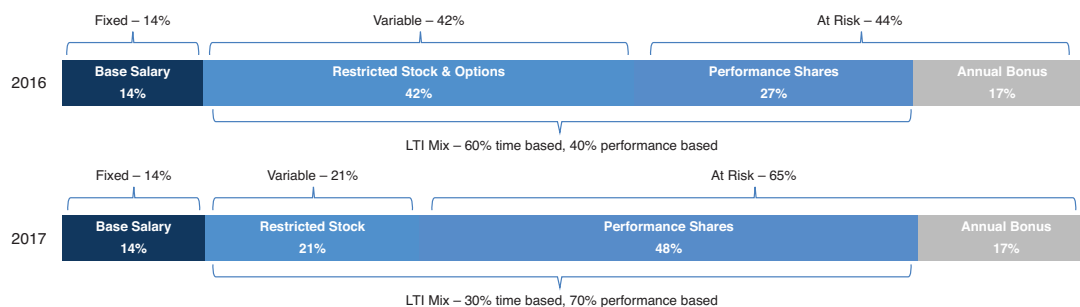 Fixed – 14%
Variable – 42%
At Risk – 44%
2016
Base Salary
14%
Restricted Stock & Options
42%
Performance Shares
27%
Annual Bonus
17%
LTI Mix – 60% time based, 40% performance based
Fixed – 14%
Variable – 21%
At Risk – 65%
2017
Base Salary
14%
Restricted Stock
21%
Performance Shares
48%
Annual Bonus
17%
LTI Mix – 30% time based, 70% performance based